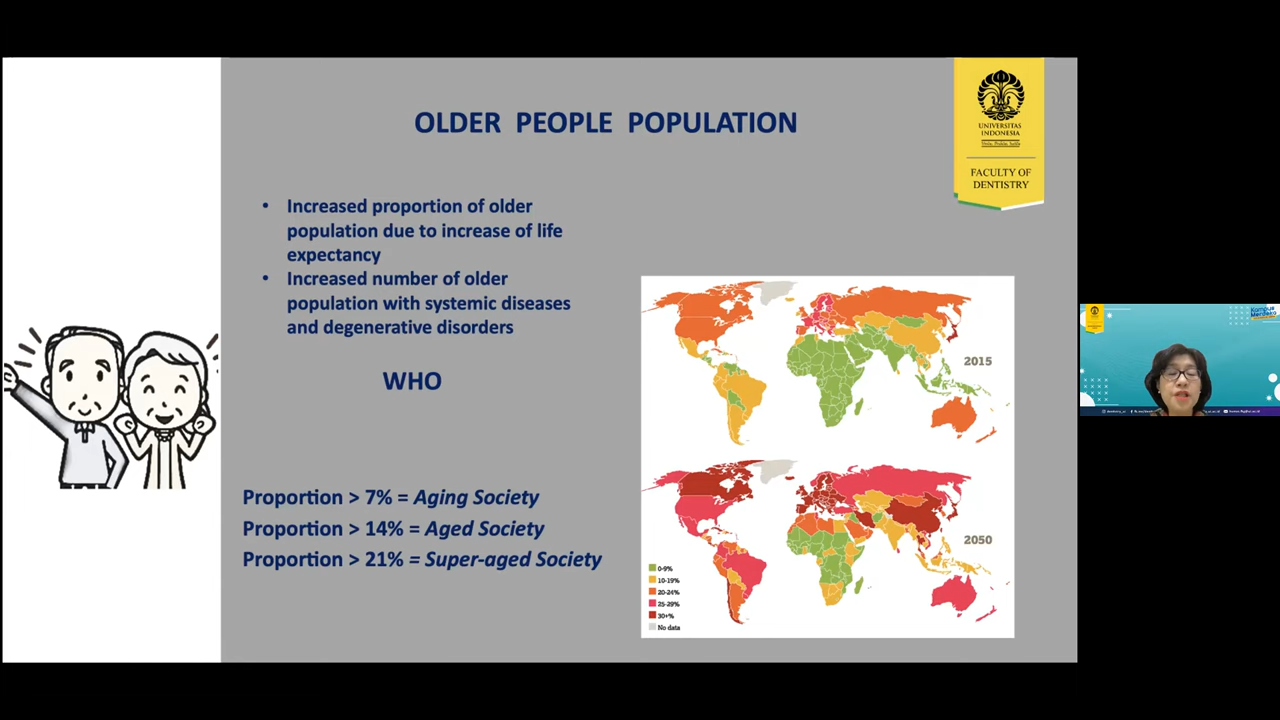 OLDER PEOPLE POPULATION
UNIVERSITAS
INDONESIA
FACULTY OF
DENTISTRY
• Increased proportion of older
population due to increase of life
expectancy
• Increased number of older
population with systemic diseases
and degenerative disorders
WHO
Proportion > 7% = Aging Society
Proportion > 14% = Aged Society
Proportion > 21% = Super-aged Society
2015
2050
0-9%
10-19%
20-24%
25-29%
30+%
No data
Kampus
Merdeka